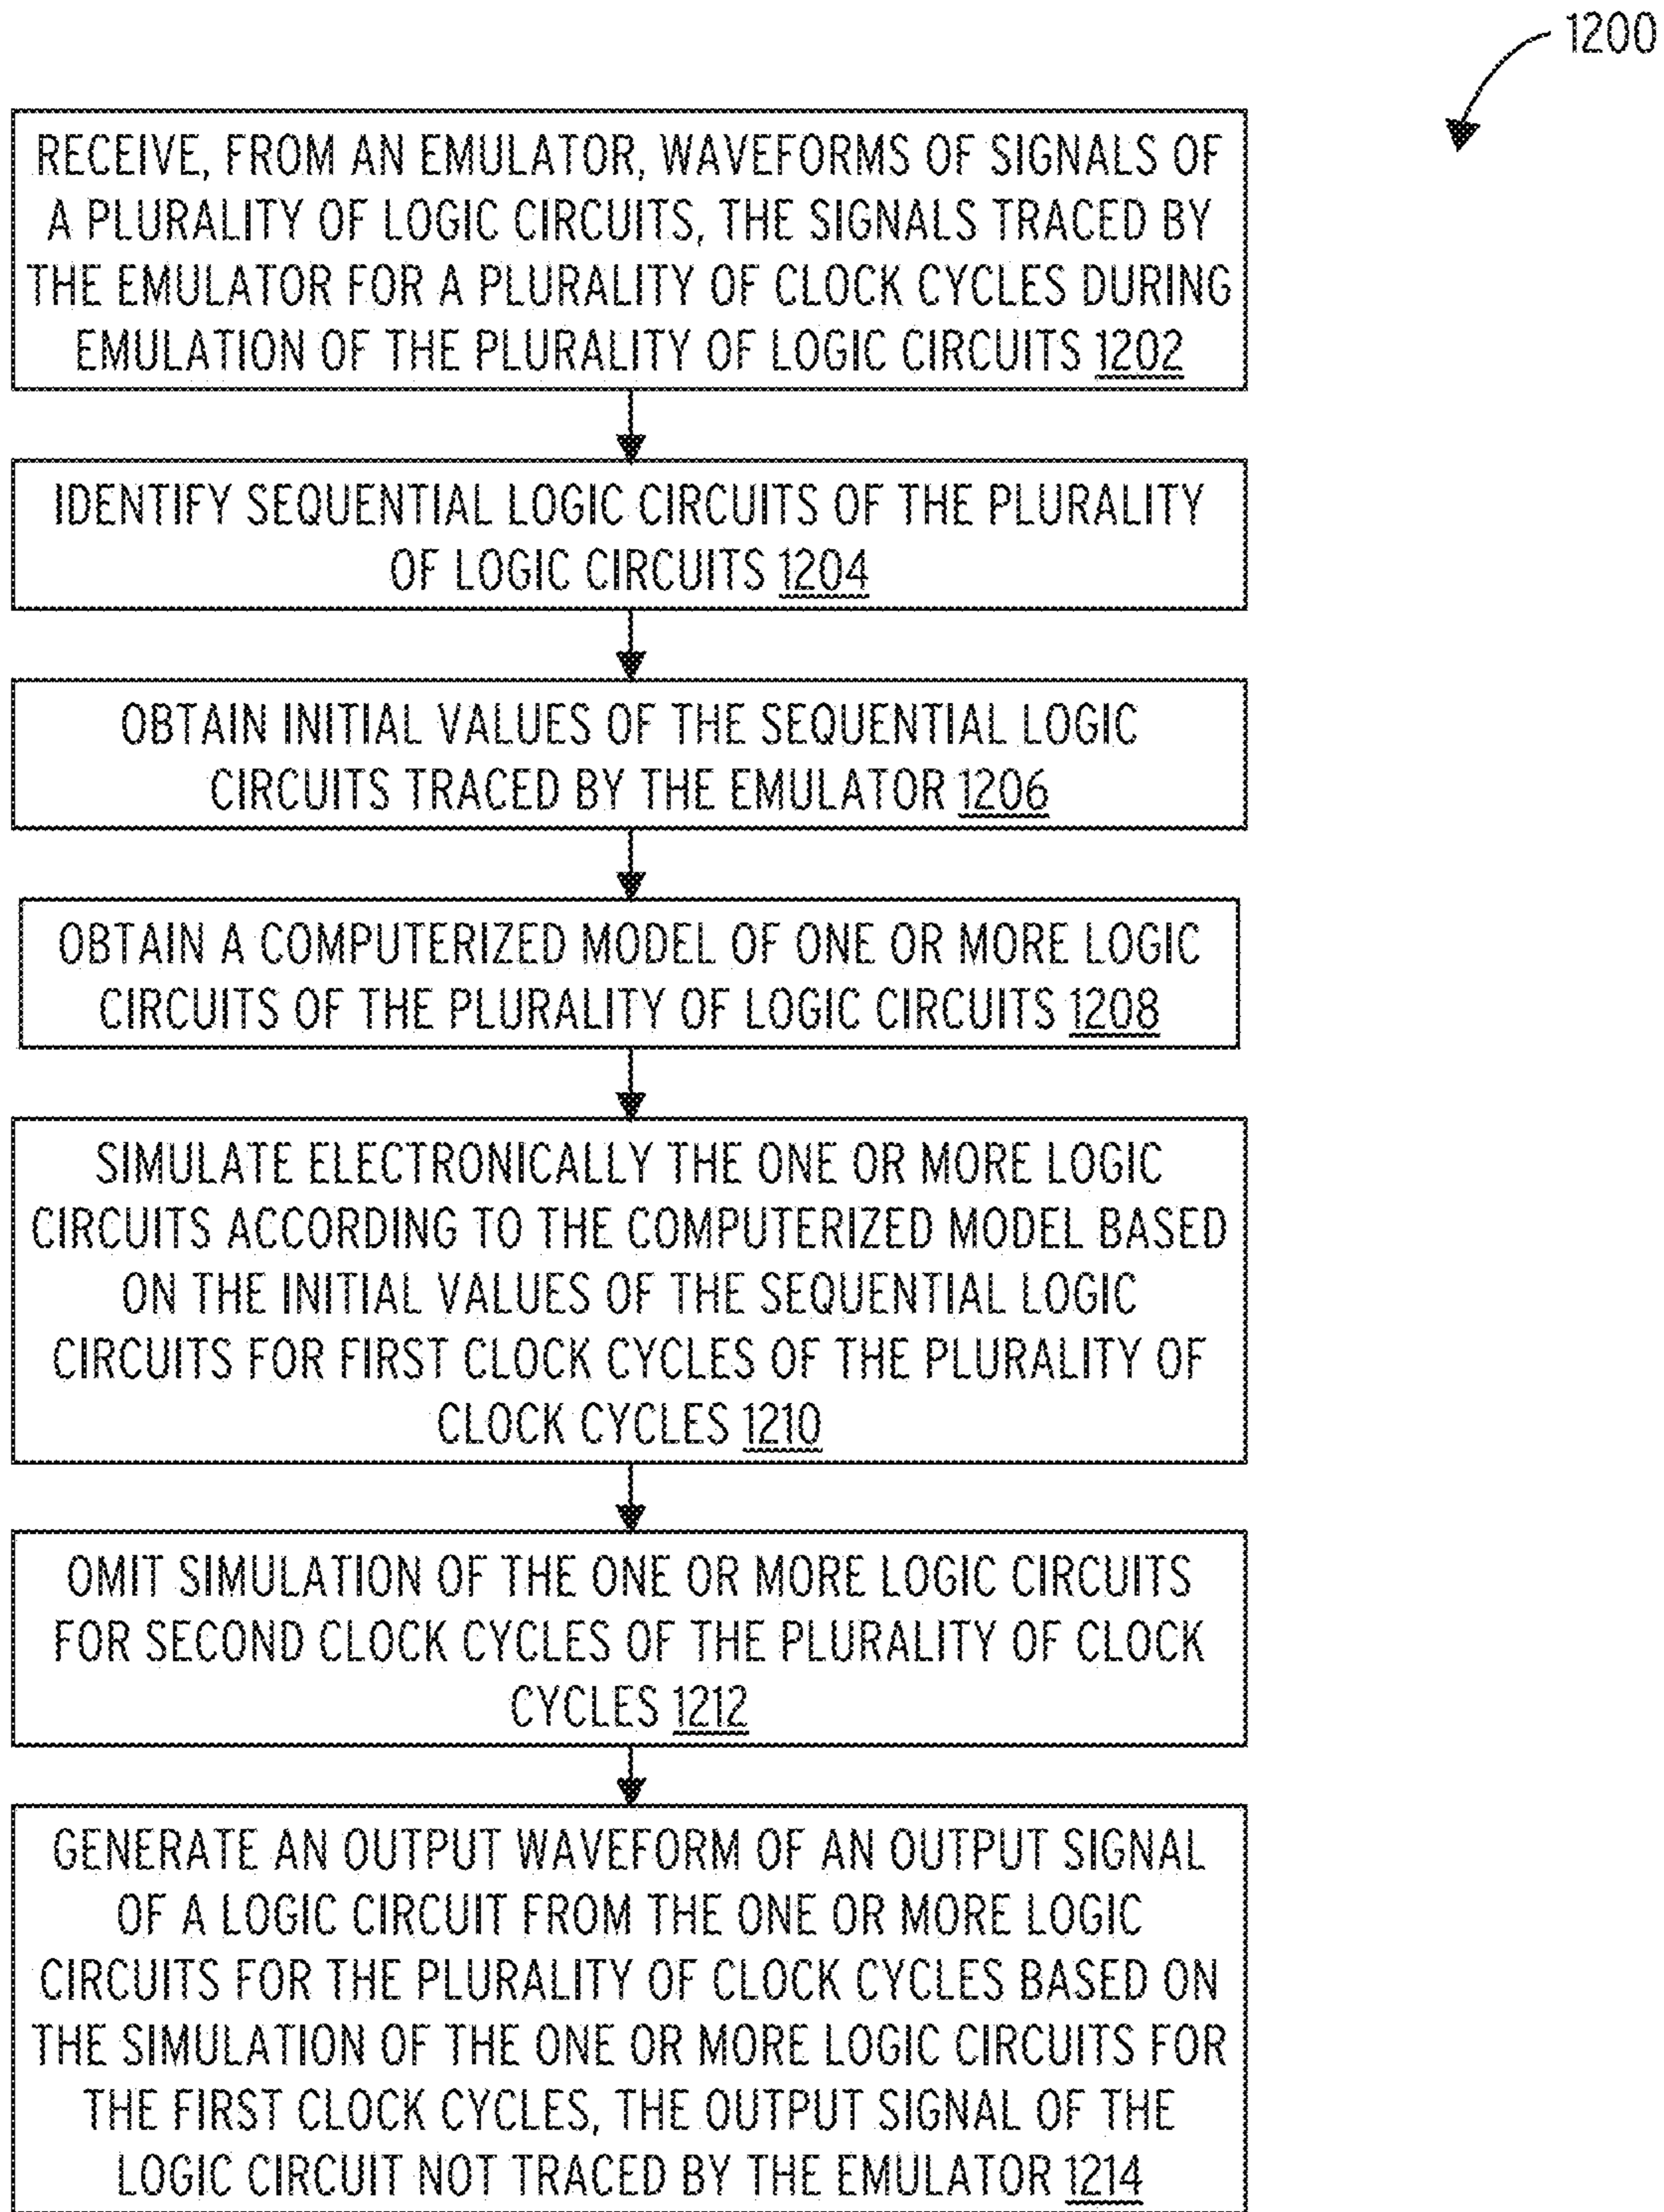 1200
RECEIVE, FROM AN EMULATOR, WAVEFORMS OF SIGNALS OF
A PLURALITY OF LOGIC CIRCUITS, THE SIGNALS TRACED BY
THE EMULATOR FOR A PLURALITY OF CLOCK CYCLES DURING
EMULATION OF THE PLURALITY OF LOGIC CIRCUITS 1202
IDENTIFY SEQUENTIAL LOGIC CIRCUITS OF THE PLURALITY
OF LOGIC CIRCUITS 1204
OBTAIN INITIAL VALUES OF THE SEQUENTIAL LOGIC
CIRCUITS TRACED BY THE EMULATOR 1206
OBTAIN A COMPUTERIZED MODEL OF ONE OR MORE LOGIC
CIRCUITS OF THE PLURALITY OF LOGIC CIRCUITS 1208
SIMULATE ELECTRONICALLY THE ONE OR MORE LOGIC
CIRCUITS ACCORDING TO THE COMPUTERIZED MODEL BASED
ON THE INITIAL VALUES OF THE SEQUENTIAL LOGIC
CIRCUITS FOR FIRST CLOCK CYCLES OF THE PLURALITY OF
CLOCK CYCLES 1210
OMIT SIMULATION OF THE ONE OR MORE LOGIC CIRCUITS
FOR SECOND CLOCK CYCLES OF THE PLURALITY OF CLOCK
CYCLES 1212
GENERATE AN OUTPUT WAVEFORM OF AN OUTPUT SIGNAL
OF A LOGIC CIRCUIT FROM THE ONE OR MORE LOGIC
CIRCUITS FOR THE PLURALITY OF CLOCK CYCLES BASED ON
THE SIMULATION OF THE ONE OR MORE LOGIC CIRCUITS FOR
THE FIRST CLOCK CYCLES, THE OUTPUT SIGNAL OF THE
LOGIC CIRCUIT NOT TRACED BY THE EMULATOR 1214